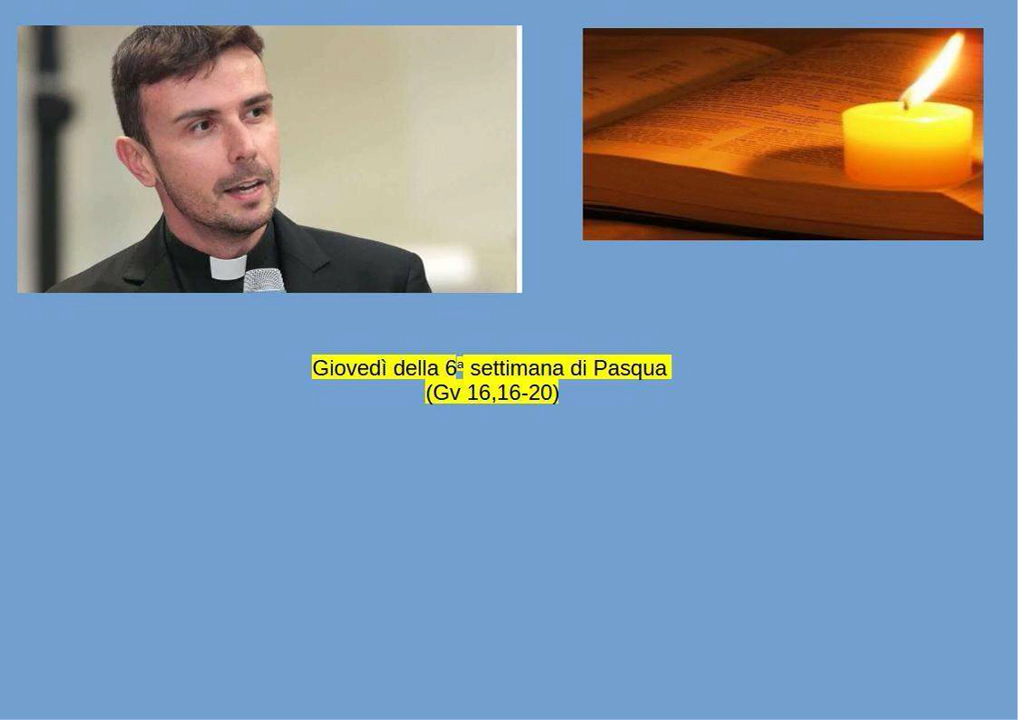 Giovedì della 6ª settimana di Pasqua
(Gv 16,16-20)